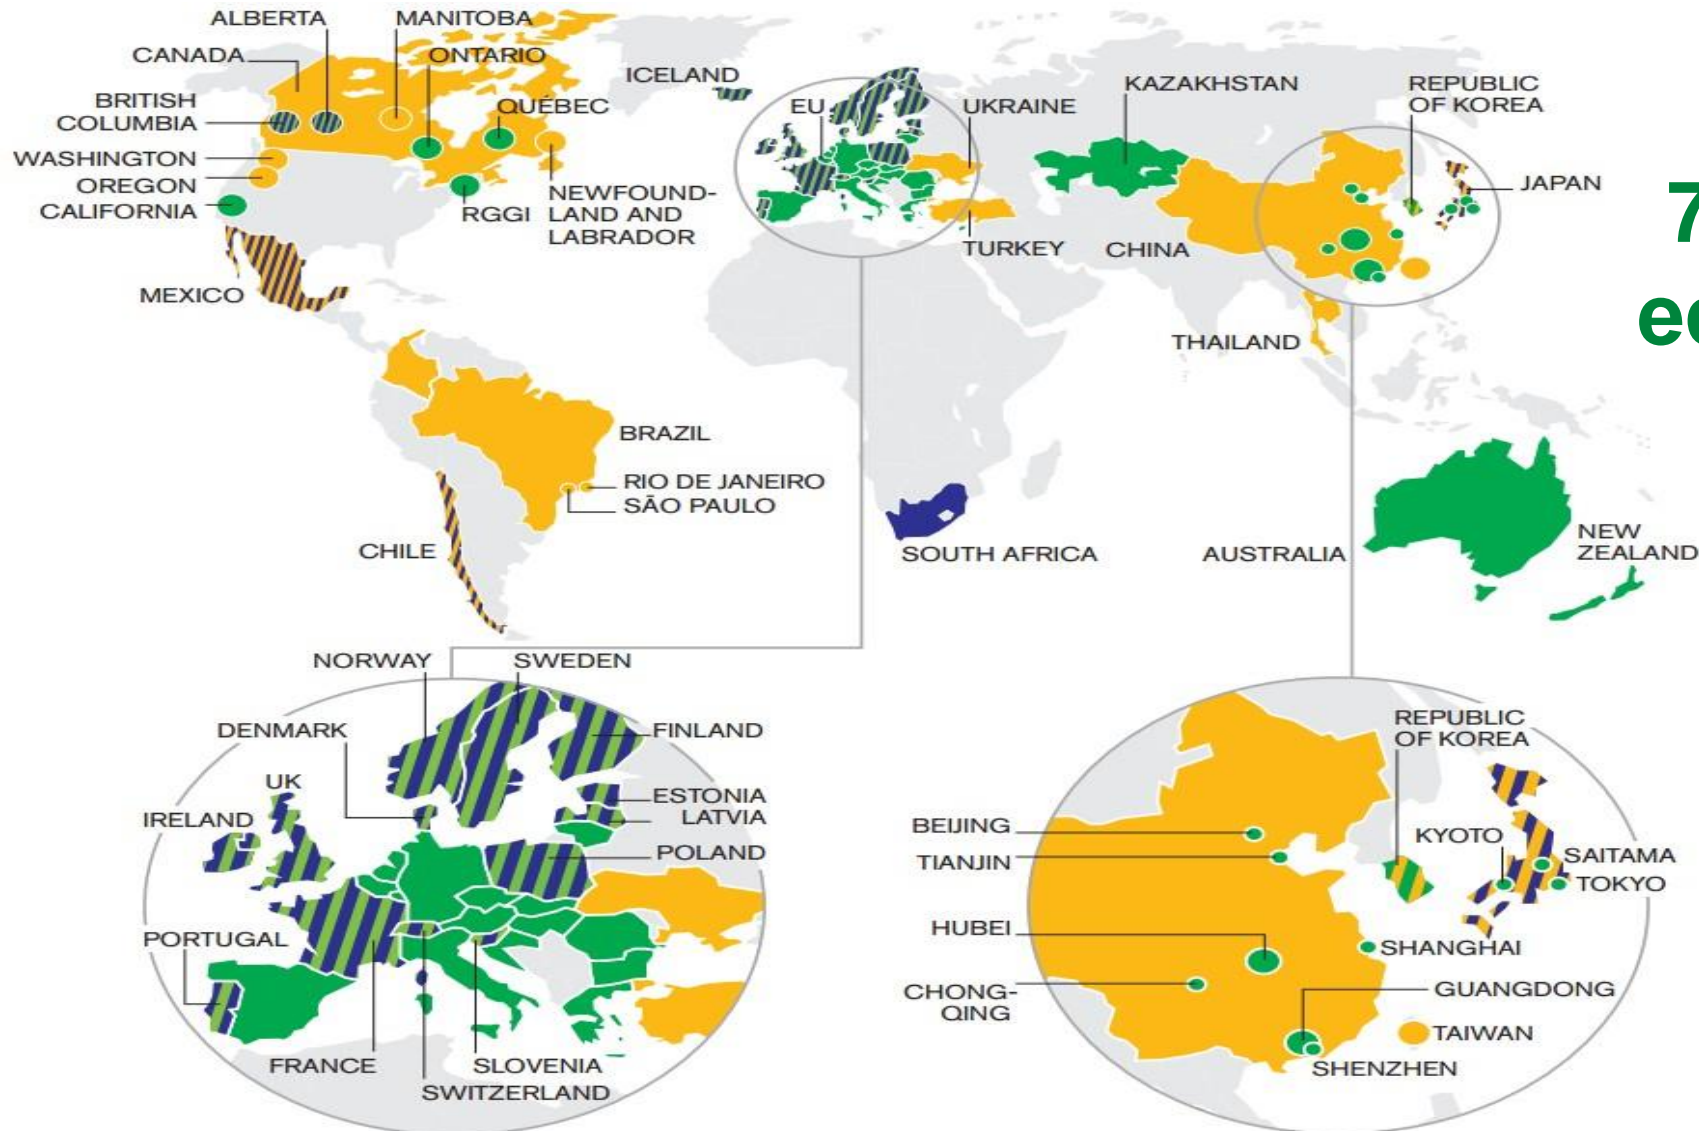 ALBERTA
MANITOBA
CANADA
ONTARIO
ICELAND
KAZAKHSTAN
REPUBLIC
OF KOREA
BRITISH
COLUMBIA
QUÉBEC
EU
UKRAINE
WASHINGTON
OREGON
CALIFORNIA
RGGI
NEWFOUND-
LAND AND
LABRADOR
JAPAN
7
TURKEY
CHINA
MEXICO
THAILAND
BRAZIL
RIO DE JANEIRO
SÃO PAULO
CHILE
SOUTH AFRICA
AUSTRALIA
NEW
ZEALAND
NORWAY
SWEDEN
DENMARK
FINLAND
UK
IRELAND
ESTONIA
LATVIA
POLAND
PORTUGAL
FRANCE
SLOVENIA
SWITZERLAND
REPUBLIC
OF KOREA
BEIJING
TIANJIN
KYOTO
SAITAMA
TOKYO
HUBEI
SHANGHAI
CHONG-
QING
GUANGDONG
TAIWAN
SHENZHEN